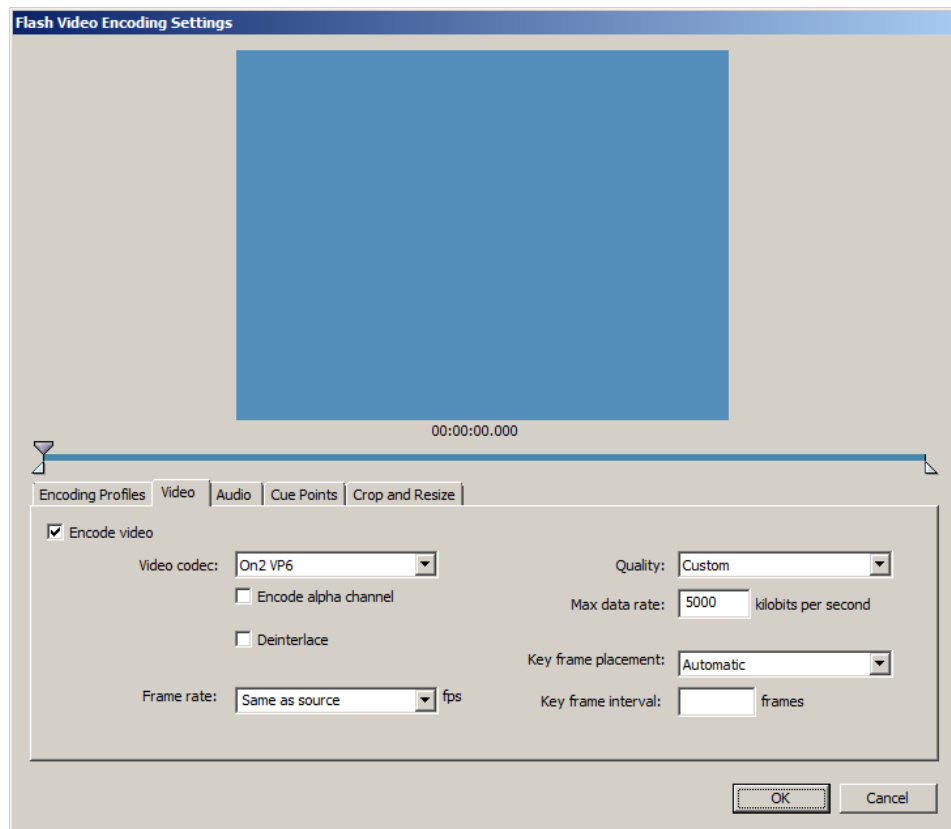 Flash Video Encoding Settings
00:00:00.000
Encoding Profiles Video Audio Cue Points Crop and Resize
Encode video
Video codec: On2 VP6 Quality: Custom
Encode alpha channel Max data rate: 5000 kilobits per second
Deinterlace
Key frame placement: Automatic
Frame rate: Same as source fps Key frame interval: frames
OK Cancel